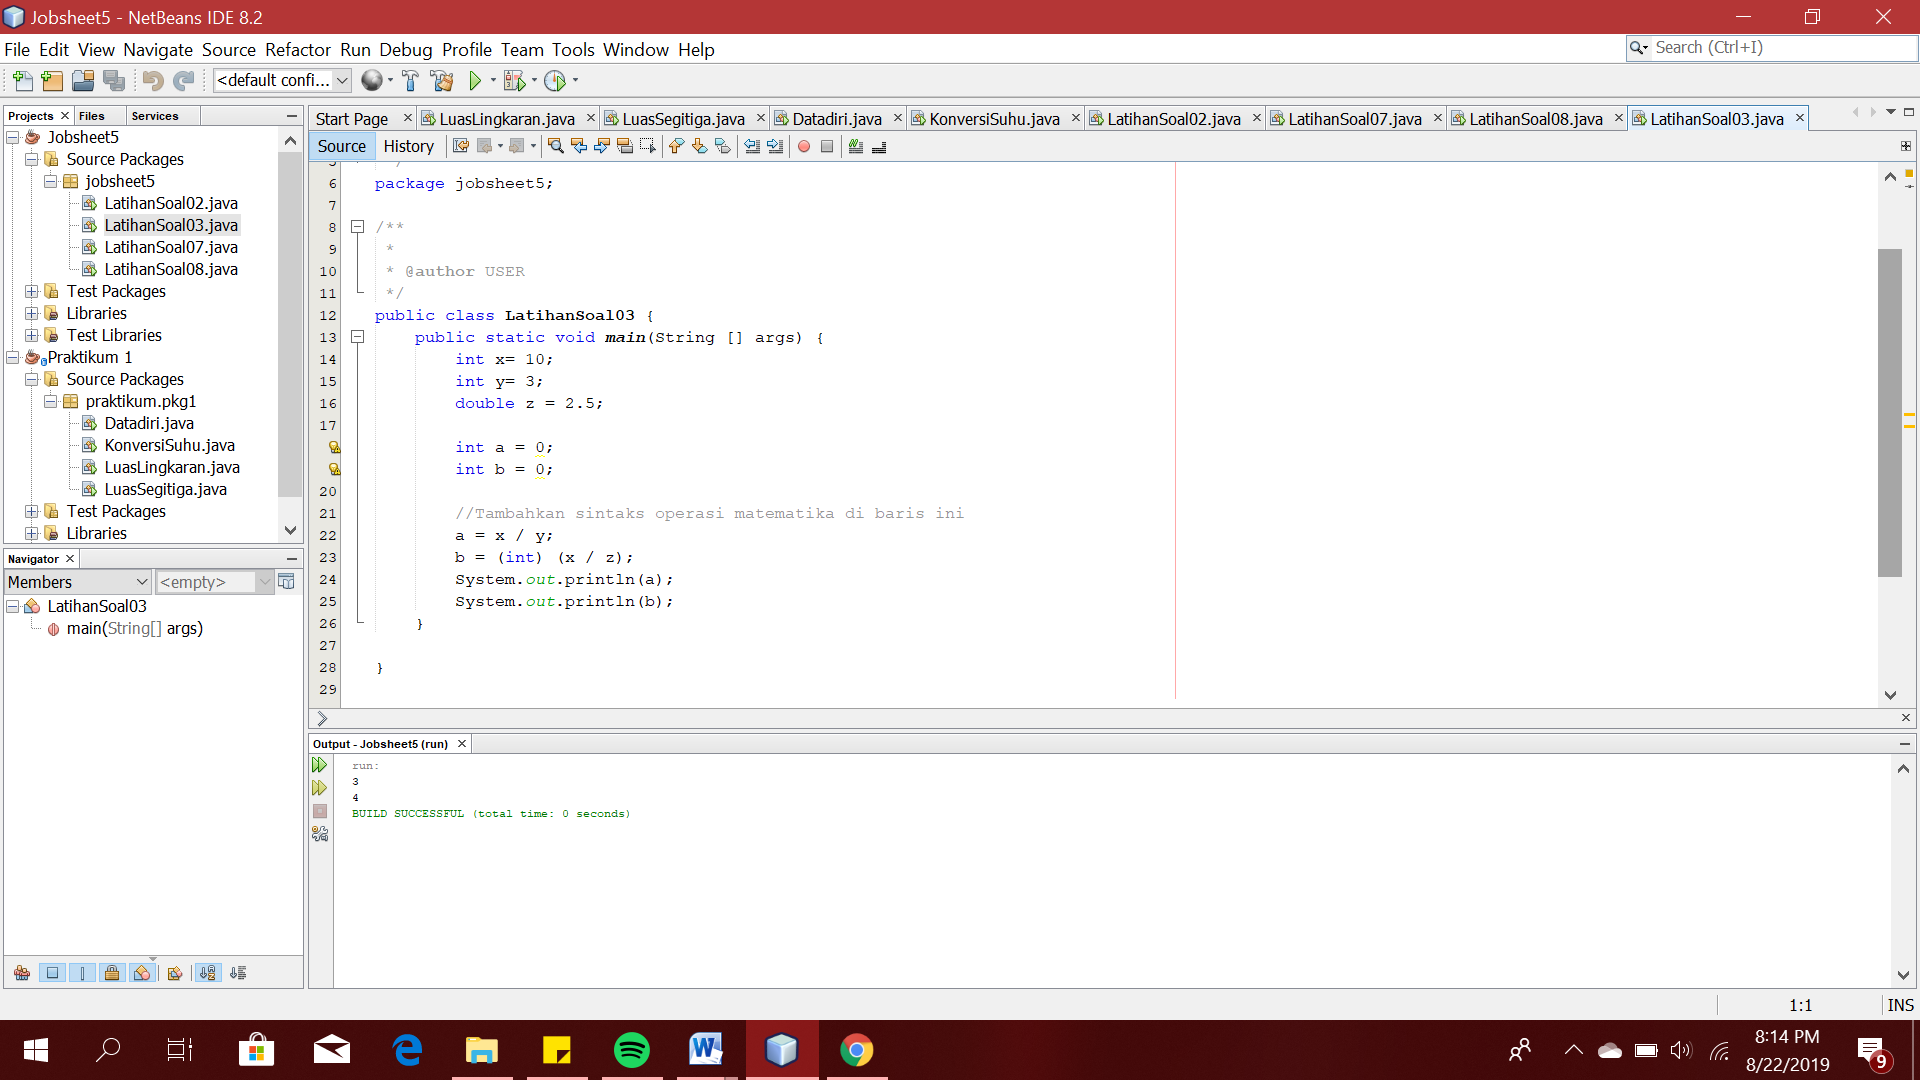 Jobsheet5 - NetBeans IDE 8.2
File Edit View Navigate Source Refactor Run Debug Profile Team Tools Window Help
Search (Ctrl+I)
<default confi...
Projects Files Services
Jobsheet5
Source Packages
jobsheet5
LatihanSoal02.java
LatihanSoal03.java
LatihanSoal07.java
LatihanSoal08.java
Test Packages
Libraries
Test Libraries
Praktikum 1
Source Packages
praktikum.pkg1
Datadiri.java
KonversiSuhu.java
LuasLingkaran.java
LuasSegitiga.java
Test Packages
Libraries
Navigator
Members <empty>
LatihanSoal03
main(String[] args)
Start Page LuasLingkaran.java LuasSegitiga.java Datadiri.java KonversiSuhu.java LatihanSoal02.java LatihanSoal07.java LatihanSoal08.java LatihanSoal03.java
Source History
6 package jobsheet5;
7
8 /**
9 *
10 * @author USER
11 */
12 public class LatihanSoal03 {
13 public static void main(String [] args) {
14 int x= 10;
15 int y= 3;
16 double z = 2.5;
17
int a = 0;
int b = 0;
20
21 //Tambahkan sintaks operasi matematika di baris ini
22 a = x / y;
23 b = (int) (x / z);
24 System.out.println(a);
25 System.out.println(b);
26 }
27
28 }
29
Output - Jobsheet5 (run)
run:
3
4
BUILD SUCCESSFUL (total time: 0 seconds)
1:1 INS
8:14 PM
8/22/2019
9